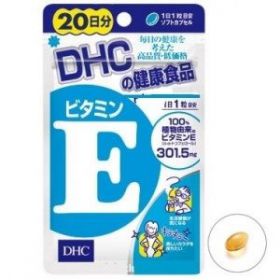 20日分
1日1粒目安
ソフトカプセル
毎日の健康を
考えた
高品質・低価格
DHC
の健康食品
ビタミン
E
1日1粒目安
100%
植物由来の
ビタミンE
301.5mg
DHC